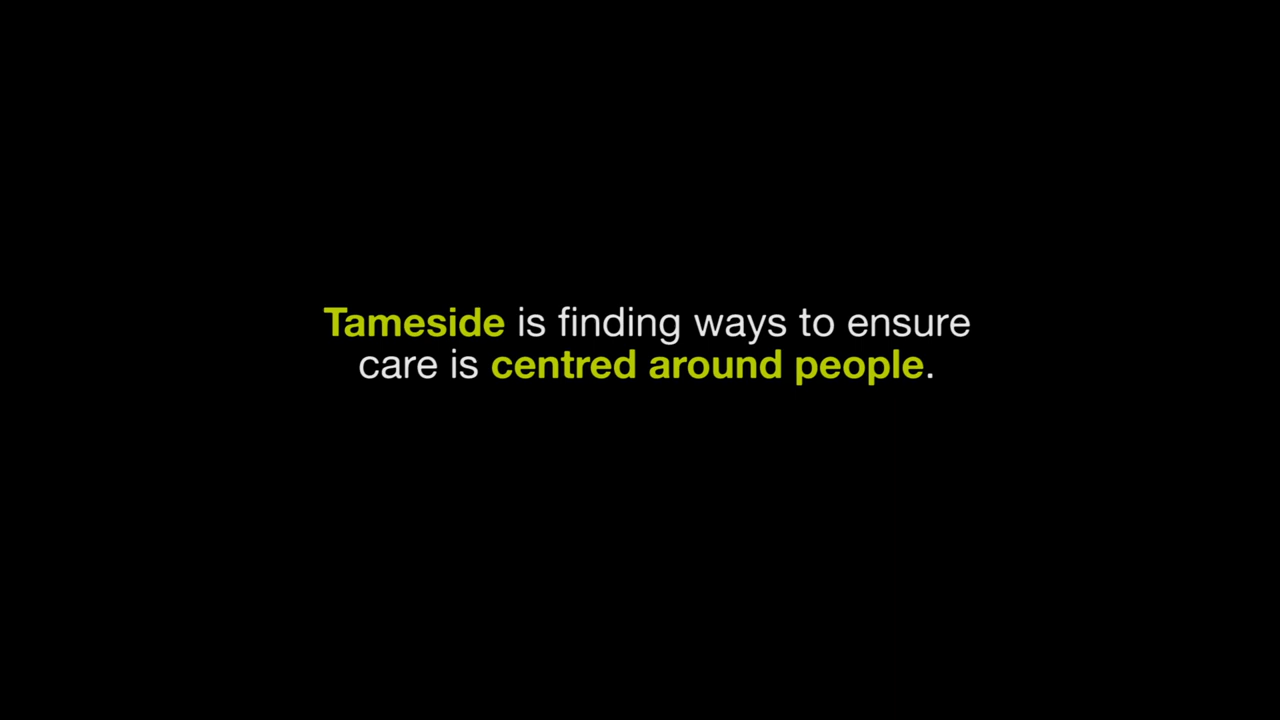 Tameside is finding ways to ensure
care is centred around people.